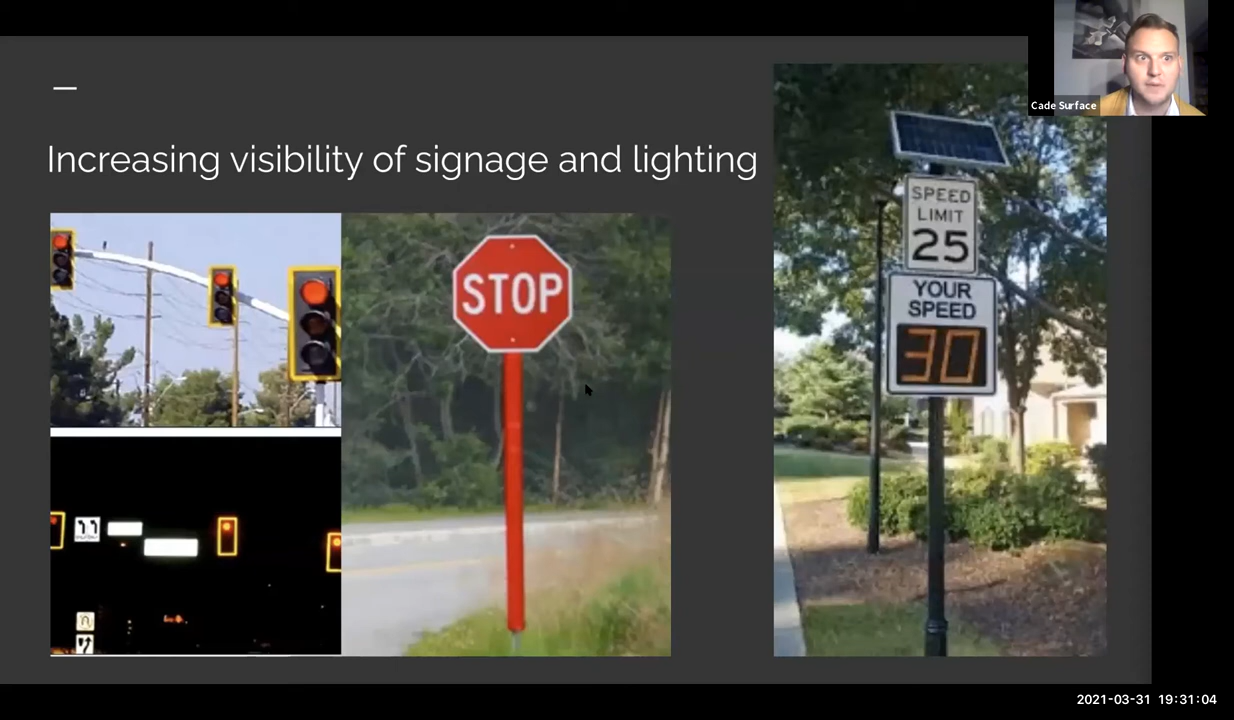 Cade Surface
Increasing visibility of signage and lighting
STOP
SPEED
LIMIT
25
YOUR
SPEED
30
2021-03-31 19:31:04